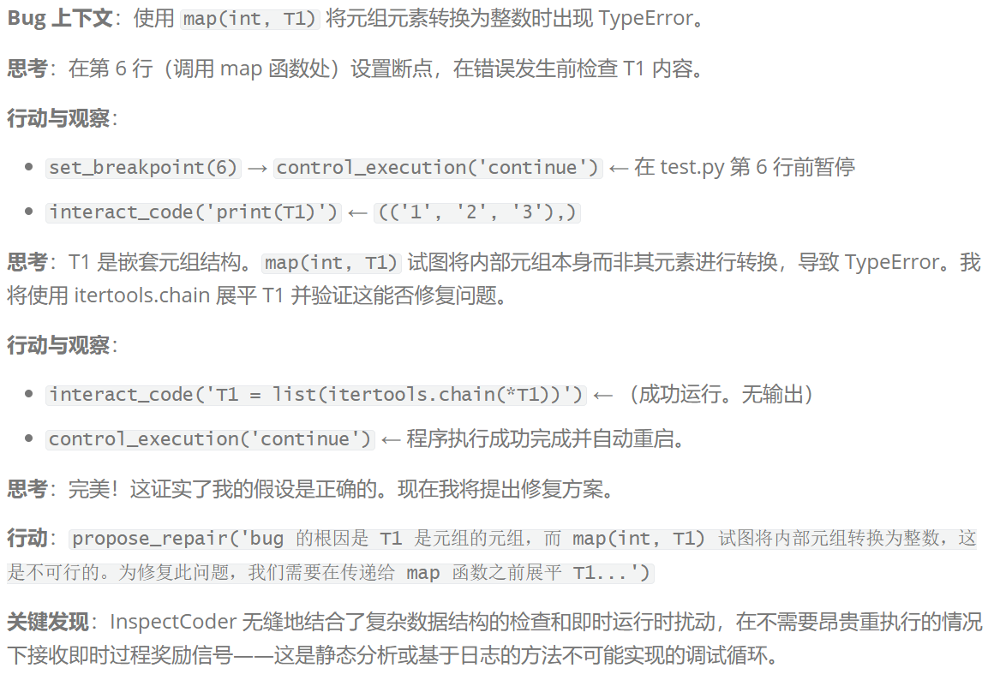 Bug 上下文：使用 map(int, T1) 将元组元素转换为整数时出现 TypeError。
思考：在第 6 行（调用 map 函数处）设置断点，在错误发生前检查 T1 内容。
行动与观察：
• set_breakpoint(6) → control_execution('continue') ← 在 test.py 第 6 行前暂停
• interact_code('print(T1)') ← (('1', '2', '3'),)
思考：T1 是嵌套元组结构。map(int, T1) 试图将内部元组本身而非其元素进行转换，导致 TypeError。我
将使用 itertools.chain 展平 T1 并验证这能否修复问题。
行动与观察：
• interact_code('T1 = list(itertools.chain(*T1))') ← （成功运行。无输出）
• control_execution('continue') ← 程序执行成功完成并自动重启。
思考：完美！这证实了我的假设是正确的。现在我将提出修复方案。
行动：propose_repair('bug 的根因是 T1 是元组的元组，而 map(int, T1) 试图将内部元组转换为整数，这
是不可行的。为修复此问题，我们需要在传递给 map 函数之前展平 T1...')
关键发现：InspectCoder 无缝地结合了复杂数据结构的检查和即时运行时扰动，在不需要昂贵重执行的情况
下接收即时过程奖励信号——这是静态分析或基于日志的方法不可能实现的调试循环。